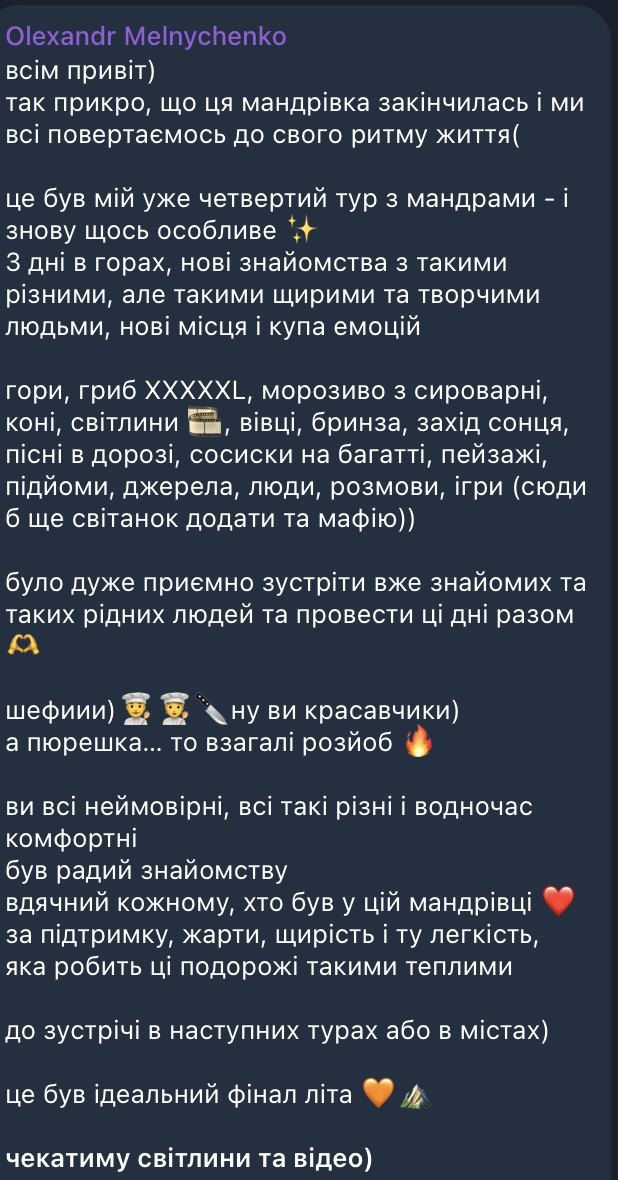 Olexandr Melnychenko
всім привіт)
так прикро, що ця мандрівка закінчилась і ми
всі повертаємось до свого ритму життя(
це був мій уже четвертий тур з мандрами - і
знову щось особливе ✨
3 дні в горах, нові знайомства з такими
різними, але такими щирими та творчими
людьми, нові місця і купа емоцій
гори, гриб XXXXXL, морозиво з сироварні,
коні, світлини 🎞️, вівці, бринза, захід сонця,
пісні в дорозі, сосиски на багатті, пейзажі,
підйоми, джерела, люди, розмови, ігри (сюди
б ще світанок додати та мафію))
було дуже приємно зустріти вже знайомих та
таких рідних людей та провести ці дні разом
🫶
шефиии) 👨‍🍳 👩‍🍳 🔪 ну ви красавчики)
а пюрешка... то взагалі розйоб 🔥
ви всі неймовірні, всі такі різні і водночас
комфортні
був радий знайомству
вдячний кожному, хто був у цій мандрівці ❤️
за підтримку, жарти, щирість і ту легкість,
яка робить ці подорожі такими теплими
до зустрічі в наступних турах або в містах)
це був ідеальний фінал літа 🧡 ⛰️
чекатиму світлини та відео)